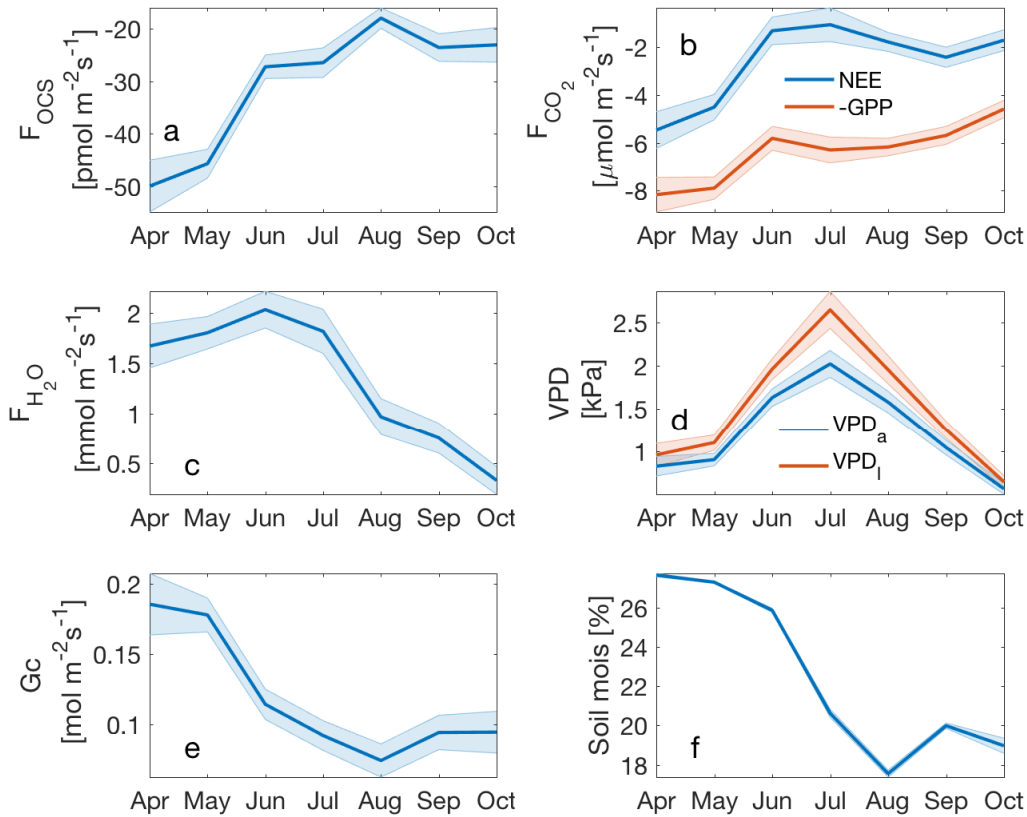 -20
-30
-40
-50
F_OCS
[pmol m⁻²s⁻¹]
a
Apr May Jun Jul Aug Sep Oct
-2
-4
-6
-8
F_CO₂
[μmol m⁻²s⁻¹]
b
NEE
-GPP
Apr May Jun Jul Aug Sep Oct
2
1.5
1
0.5
F_H₂O
[mmol m⁻²s⁻¹]
c
Apr May Jun Jul Aug Sep Oct
2.5
2
1.5
1
VPD
[kPa]
d
VPD_a
VPD_l
Apr May Jun Jul Aug Sep Oct
0.2
0.15
0.1
Gc
[mol m⁻²s⁻¹]
e
Apr May Jun Jul Aug Sep Oct
26
24
22
20
18
Soil mois [%]
f
Apr May Jun Jul Aug Sep Oct